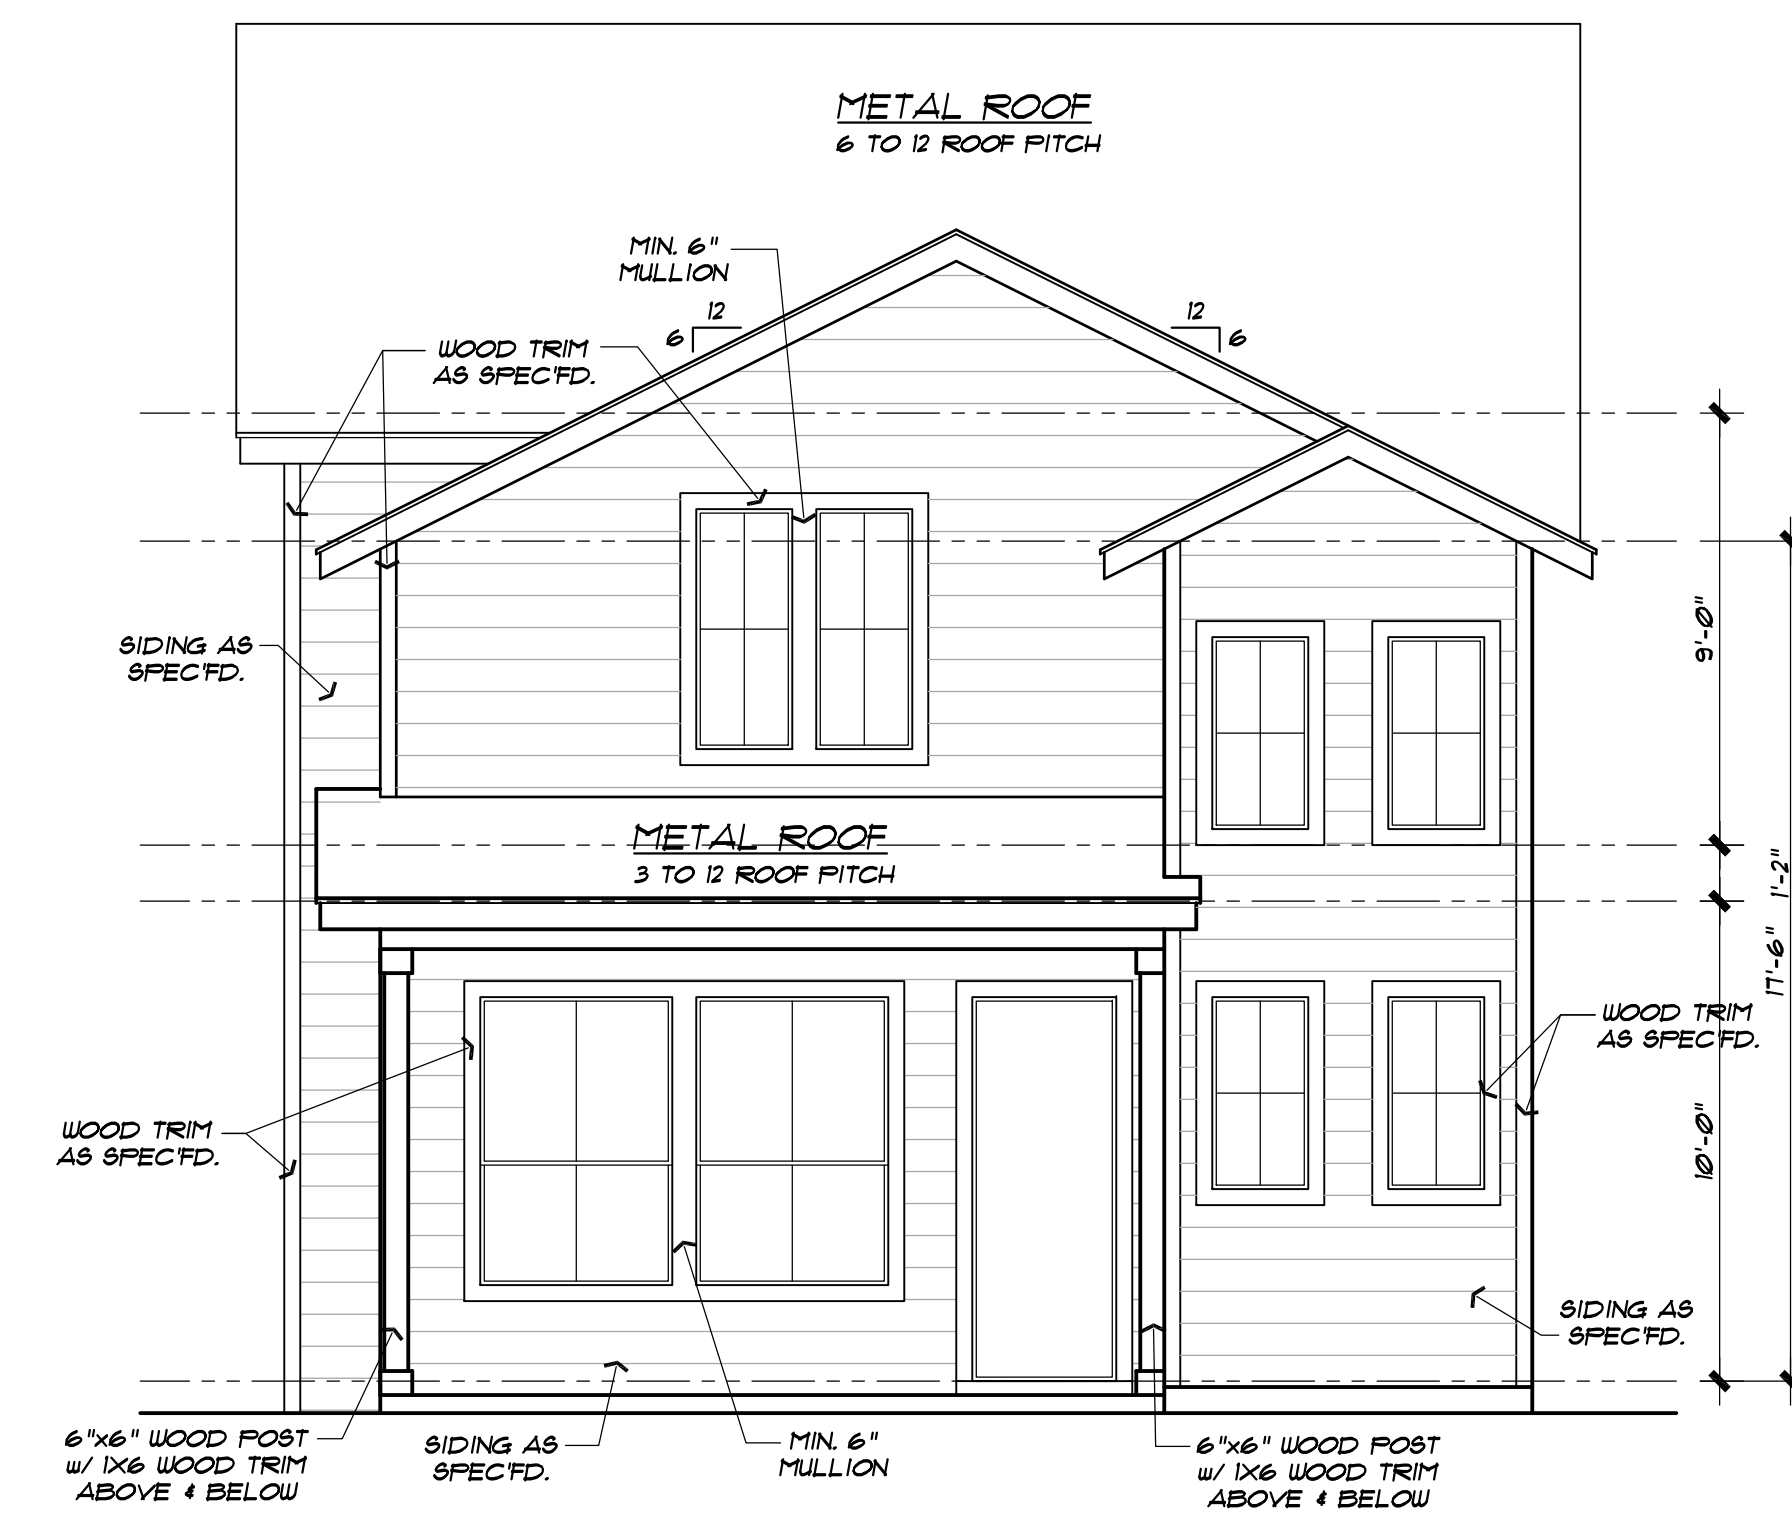 METAL ROOF
6 TO 12 ROOF PITCH
MIN. 6"
MULLION
12
6
12
6
WOOD TRIM
AS SPEC'FD.
SIDING AS
SPEC'FD.
9'-0"
METAL ROOF
3 TO 12 ROOF PITCH
1'-2"
17'-6"
WOOD TRIM
AS SPEC'FD.
10'-0"
WOOD TRIM
AS SPEC'FD.
SIDING AS
SPEC'FD.
6"x6" WOOD POST
w/ 1X6 WOOD TRIM
ABOVE & BELOW
SIDING AS
SPEC'FD.
MIN. 6"
MULLION
6"x6" WOOD POST
w/ 1X6 WOOD TRIM
ABOVE & BELOW